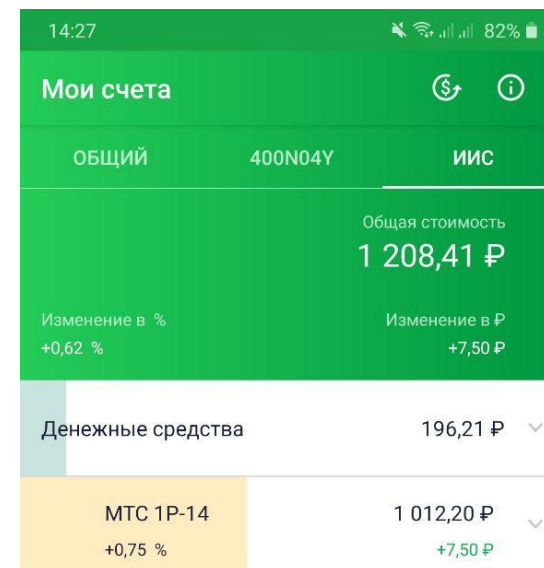 14:27 82%
Мои счета
ОБЩИЙ 400N04Y ИИС
Общая стоимость
1 208,41 ₽
Изменение в % Изменение в ₽
+0,62 % +7,50 ₽
Денежные средства 196,21 ₽
МТС 1Р-14 1 012,20 ₽
+0,75 % +7,50 ₽